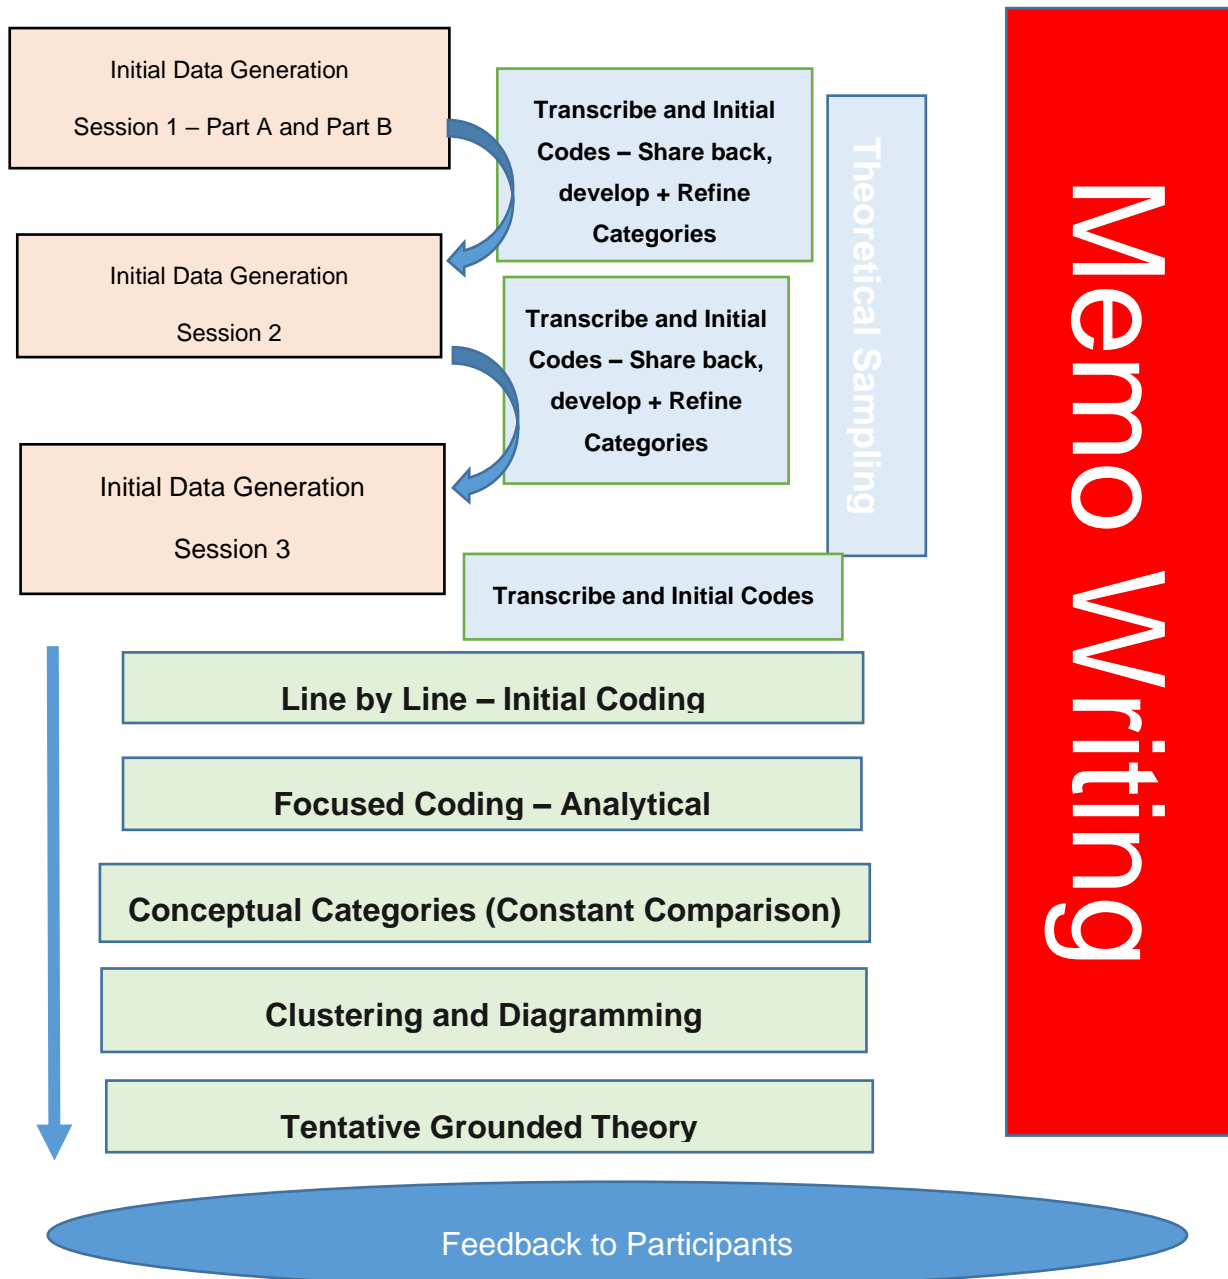 Initial Data Generation
Session 1 – Part A and Part B
Transcribe and Initial
Codes – Share back,
develop + Refine
Categories
Initial Data Generation
Session 2
Transcribe and Initial
Codes – Share back,
develop + Refine
Categories
Initial Data Generation
Session 3
Transcribe and Initial Codes
Theoretical Sampling
Memo Writing
Line by Line – Initial Coding
Focused Coding – Analytical
Conceptual Categories (Constant Comparison)
Clustering and Diagramming
Tentative Grounded Theory
Feedback to Participants